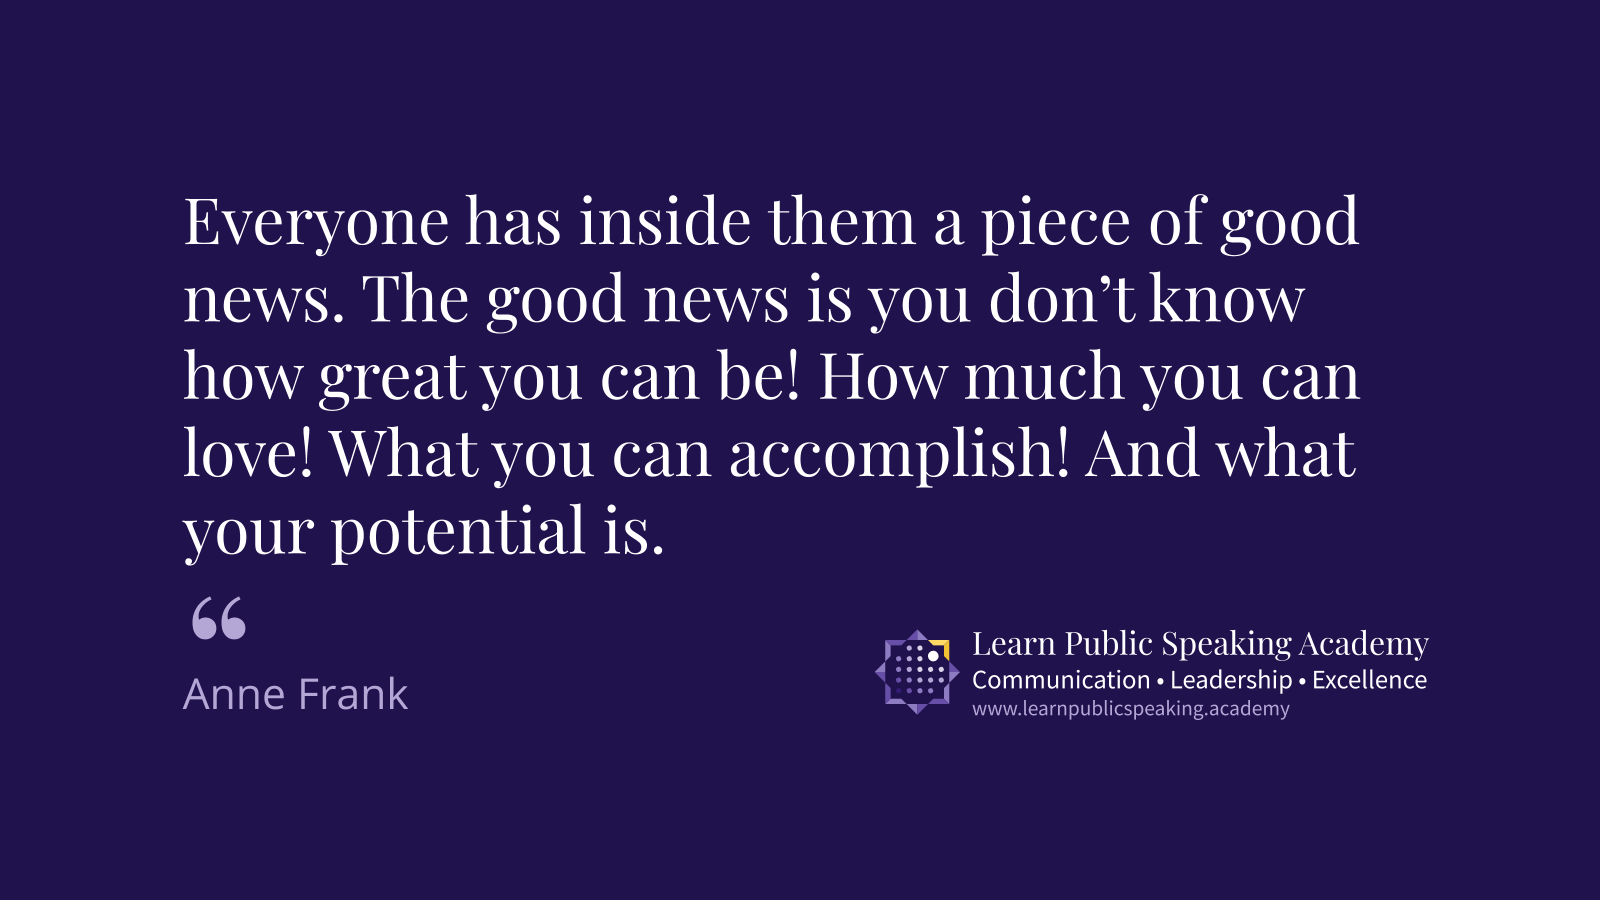 Everyone has inside them a piece of good
news. The good news is you don’t know
how great you can be! How much you can
love! What you can accomplish! And what
your potential is.
“
Anne Frank
Learn Public Speaking Academy
Communication • Leadership • Excellence
www.learnpublicspeaking.academy